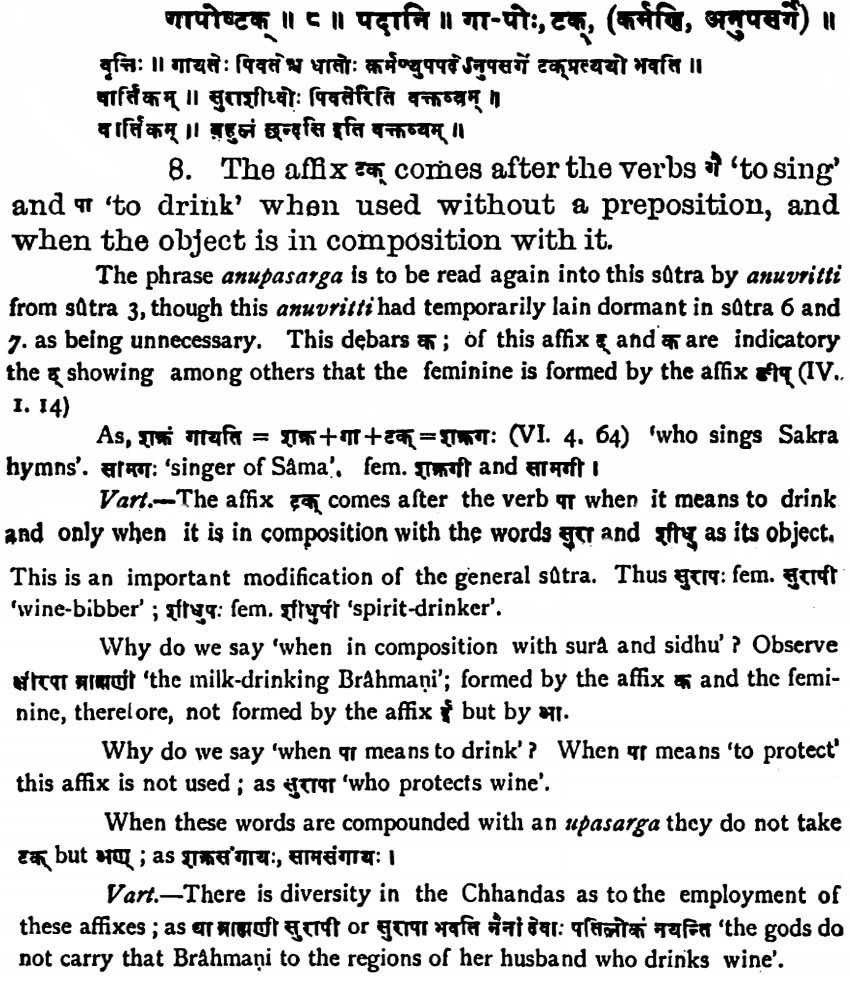 गापोष्टक् ॥ ८ ॥ पदानि ॥ गा-पोः, टक्, (कर्मणि, अनुपसर्गे) ॥
वृत्तिः ॥ गायतेः पिवतेश्च धातोः कर्मण्युपपदेऽनुपसर्गे टक्प्रत्ययो भवति ॥
वार्तिकम् ॥ सुराशीध्वोः पिवतेरिति वक्तव्यम् ॥
वार्तिकम् ॥ बहुलं छन्दसि इति वक्तव्यम् ॥
8. The affix टक् comes after the verbs गै ‘to sing’
and पा ‘to drink’ when used without a preposition, and
when the object is in composition with it.
The phrase anupasarga is to be read again into this sûtra by anuvritti
from sûtra 3, though this anuvritti had temporarily lain dormant in sûtra 6 and
7. as being unnecessary. This debars क ; of this affix ट् and क are indicatory
the ट् showing among others that the feminine is formed by the affix ङीप् (IV..
1. 14)
As, शक्रं गायति = शक्र+गा+टक्=शक्रगः (VI. 4. 64) ‘who sings Sakra
hymns’. सामगः ‘singer of Sâma’. fem. शक्रगी and सामगी ।
Vart.—The affix टक् comes after the verb पा when it means to drink
and only when it is in composition with the words सुरा and शीधु as its object.
This is an important modification of the general sûtra. Thus सुरापः fem. सुरापी
‘wine-bibber’ ; शीधुपः fem. शीधुपी ‘spirit-drinker’.
Why do we say ‘when in composition with surâ and sidhu’ ? Observe
क्षीरपा ब्राह्मणी ‘the milk-drinking Brâhmaṇi’; formed by the affix क and the femi-
nine, therefore, not formed by the affix ई but by आ.
Why do we say ‘when पा means to drink’ ? When पा means ‘to protect’
this affix is not used ; as सुरापा ‘who protects wine’.
When these words are compounded with an upasarga they do not take
टक् but अण् ; as शक्रसंगायः, सामसंगायः ।
Vart.—There is diversity in the Chhandas as to the employment of
these affixes ; as या ब्राह्मणी सुरापी or सुरापा भवति नैनां देवाः पतिलोकं नयन्ति ‘the gods do
not carry that Brâhmaṇi to the regions of her husband who drinks wine’.